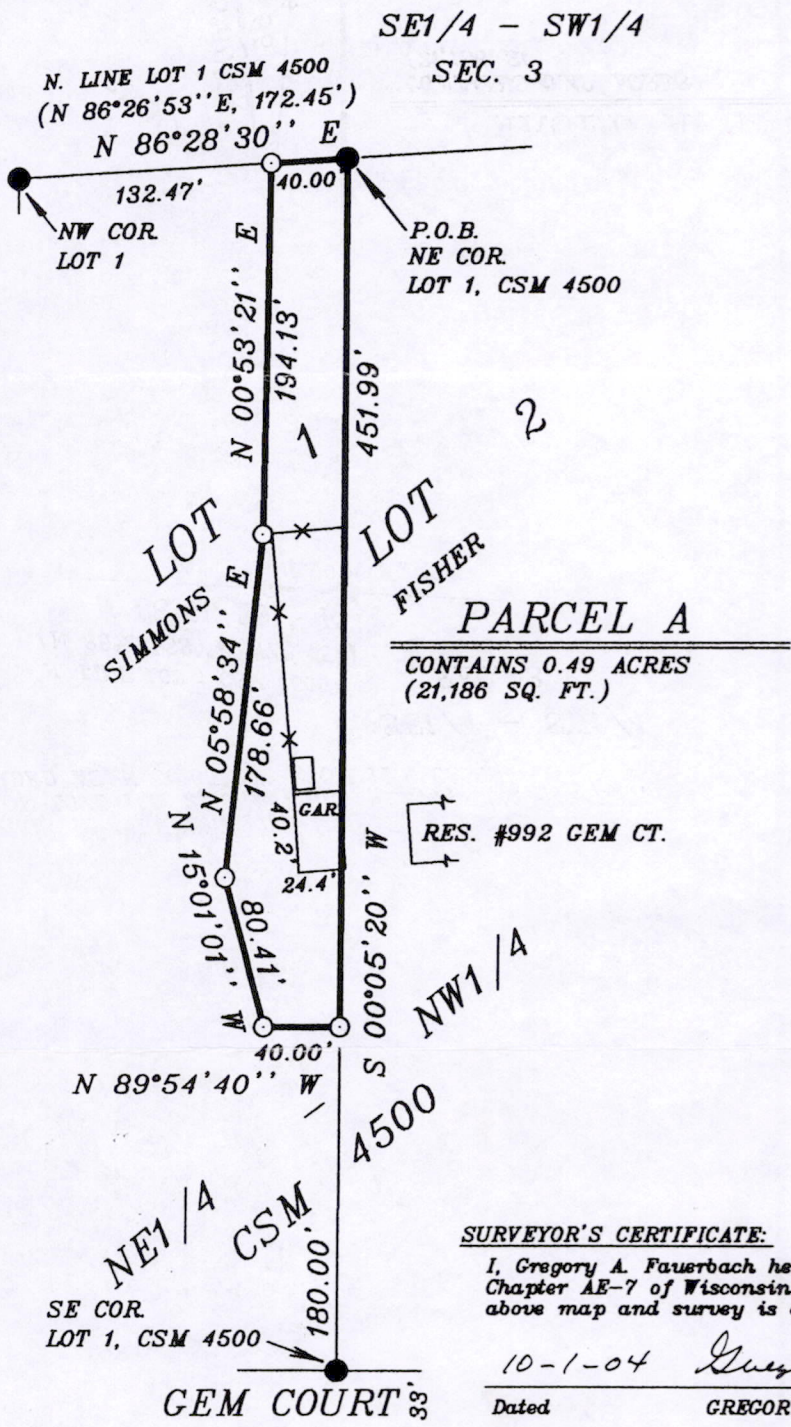 SE1/4 - SW1/4
SEC. 3
N. LINE LOT 1 CSM 4500
(N 86°26'53''E, 172.45')
N 86°28'30'' E
132.47'
40.00'
NW COR.
LOT 1
P.O.B.
NE COR.
LOT 1, CSM 4500
N 00°53'21'' E
194.13'
451.99'
LOT 1
LOT 2
SIMMONS
FISHER
PARCEL A
CONTAINS 0.49 ACRES
(21,186 SQ. FT.)
N 05°58'34'' E
178.66'
GAR.
40.2'
24.4'
RES. #992 GEM CT.
N 15°01'01'' W
80.41'
S 00°05'20'' W
40.00'
N 89°54'40'' W
NE1/4 - NW1/4
CSM 4500
180.00'
SE COR.
LOT 1, CSM 4500
GEM COURT
33'
SURVEYOR'S CERTIFICATE:
I, Gregory A. Fauerbach he
Chapter AE-7 of Wisconsin
above map and survey is
10-1-04
Dated GREGOR